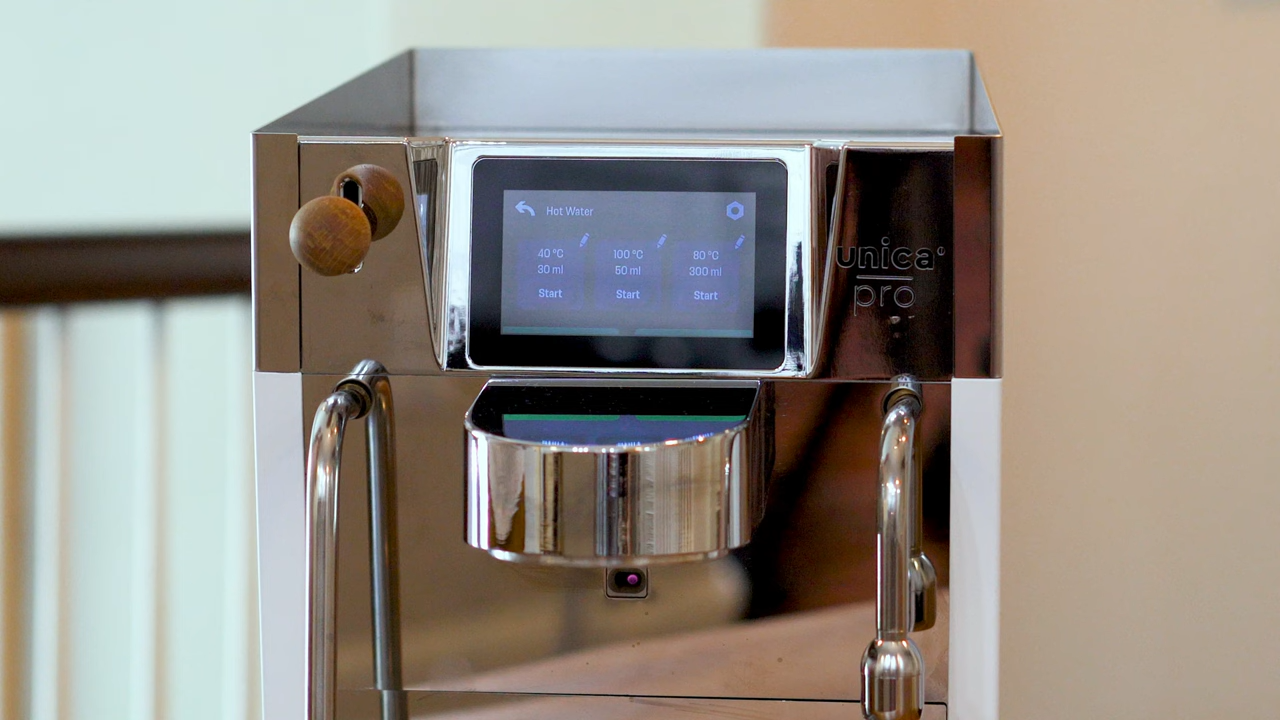 Hot Water
40 °C
30 ml
Start
100 °C
50 ml
Start
80 °C
300 ml
Start
unica
pro